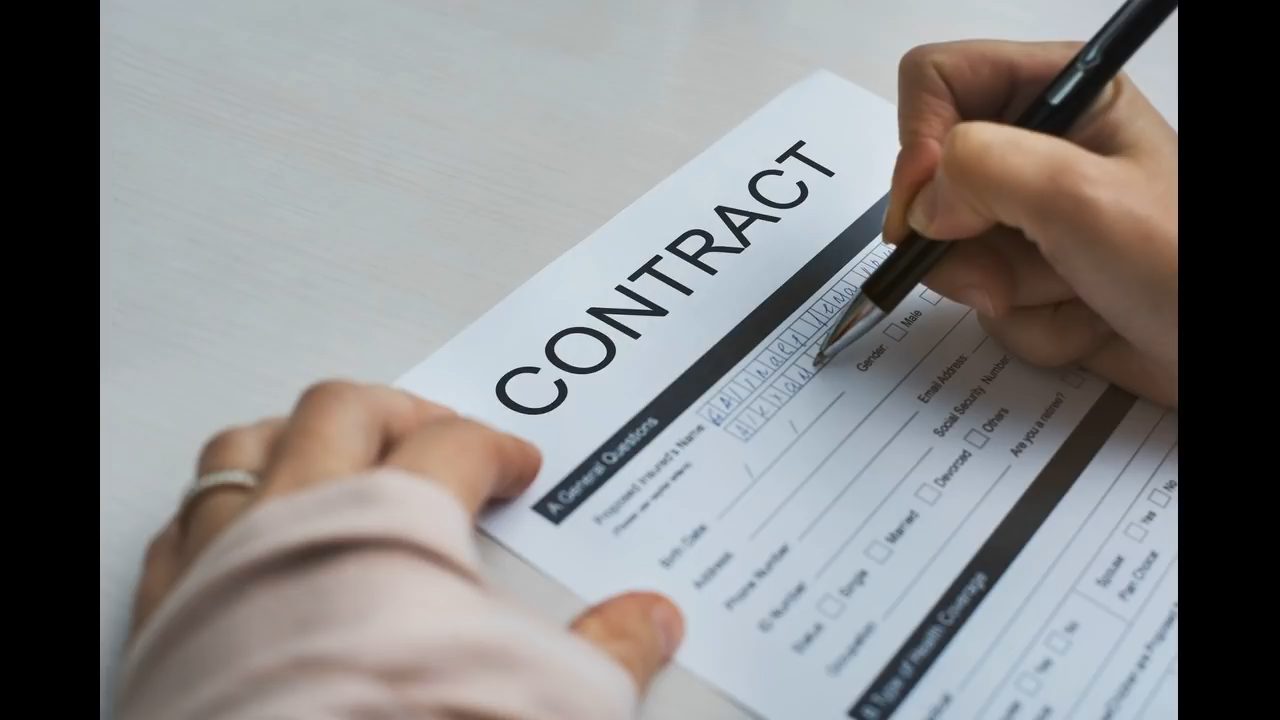 CONTRACT
A General Questions
Proposed Insured's Name
Gender: Male
Birth Date
Address
Email Address:
Phone Number
Social Security Number:
ID Number
Status Single Married Devorced Others
Occupation
Are you a retiree?
Type of Health Coverage
Spouse Yes No
Plan Choice
Yes No